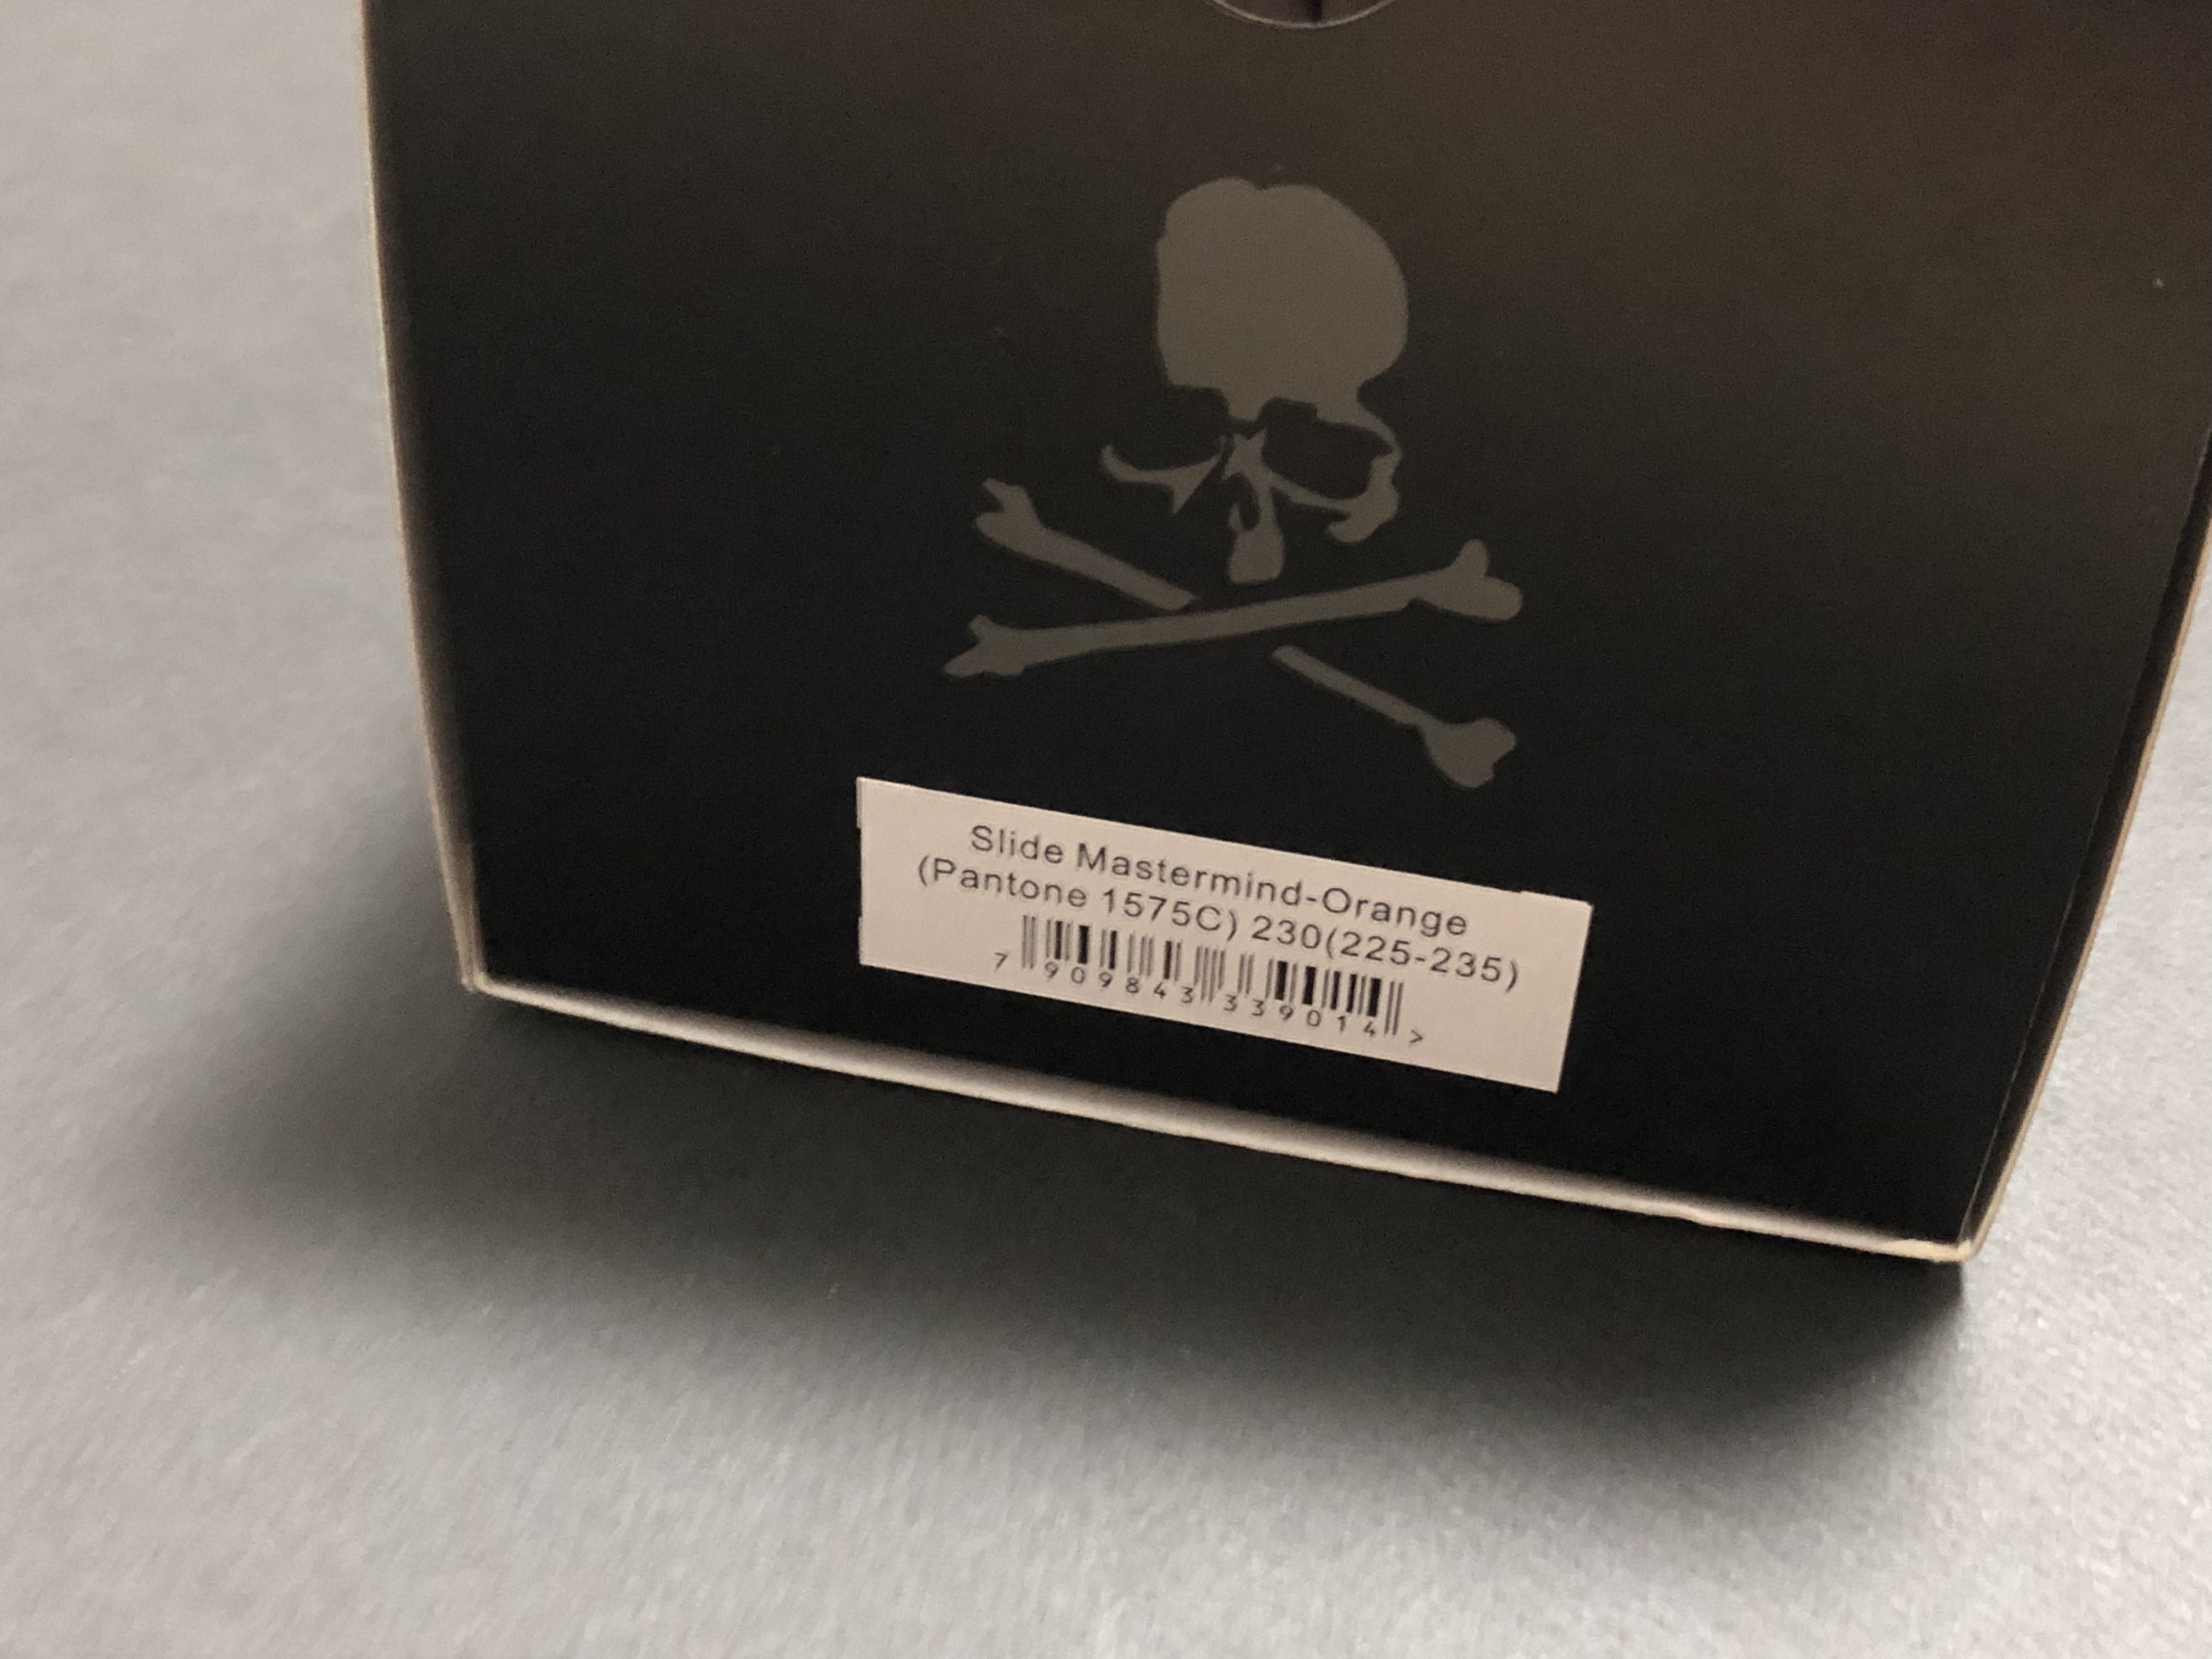 Slide Mastermind-Orange
(Pantone 1575C) 230(225-235)
7 909843 339014 >